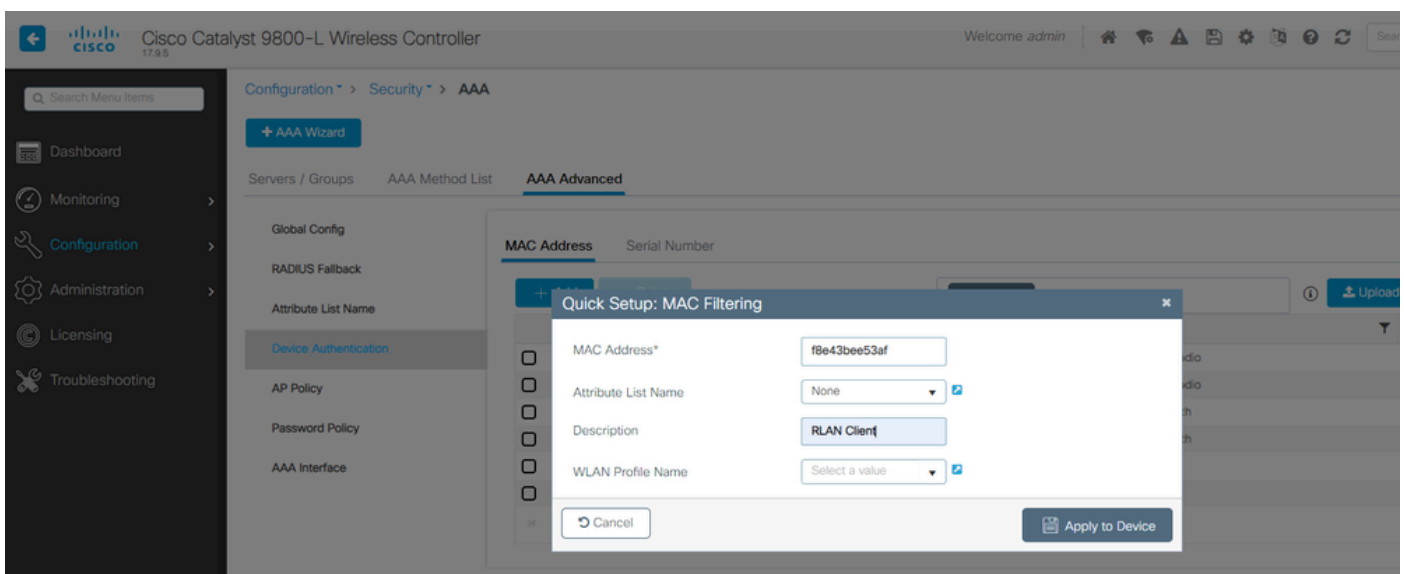 CISCO
Cisco Catalyst 9800-L Wireless Controller
17.9.5
Welcome admin
Sear
Search Menu Items
Dashboard
Monitoring
Configuration
Administration
Licensing
Troubleshooting
Configuration > Security > AAA
+ AAA Wizard
Servers / Groups AAA Method List AAA Advanced
Global Config
RADIUS Fallback
Attribute List Name
Device Authentication
AP Policy
Password Policy
AAA Interface
MAC Address Serial Number
Upload
Quick Setup: MAC Filtering
MAC Address* f8e43bee53af
Attribute List Name None
Description RLAN Client
WLAN Profile Name Select a value
Cancel Apply to Device